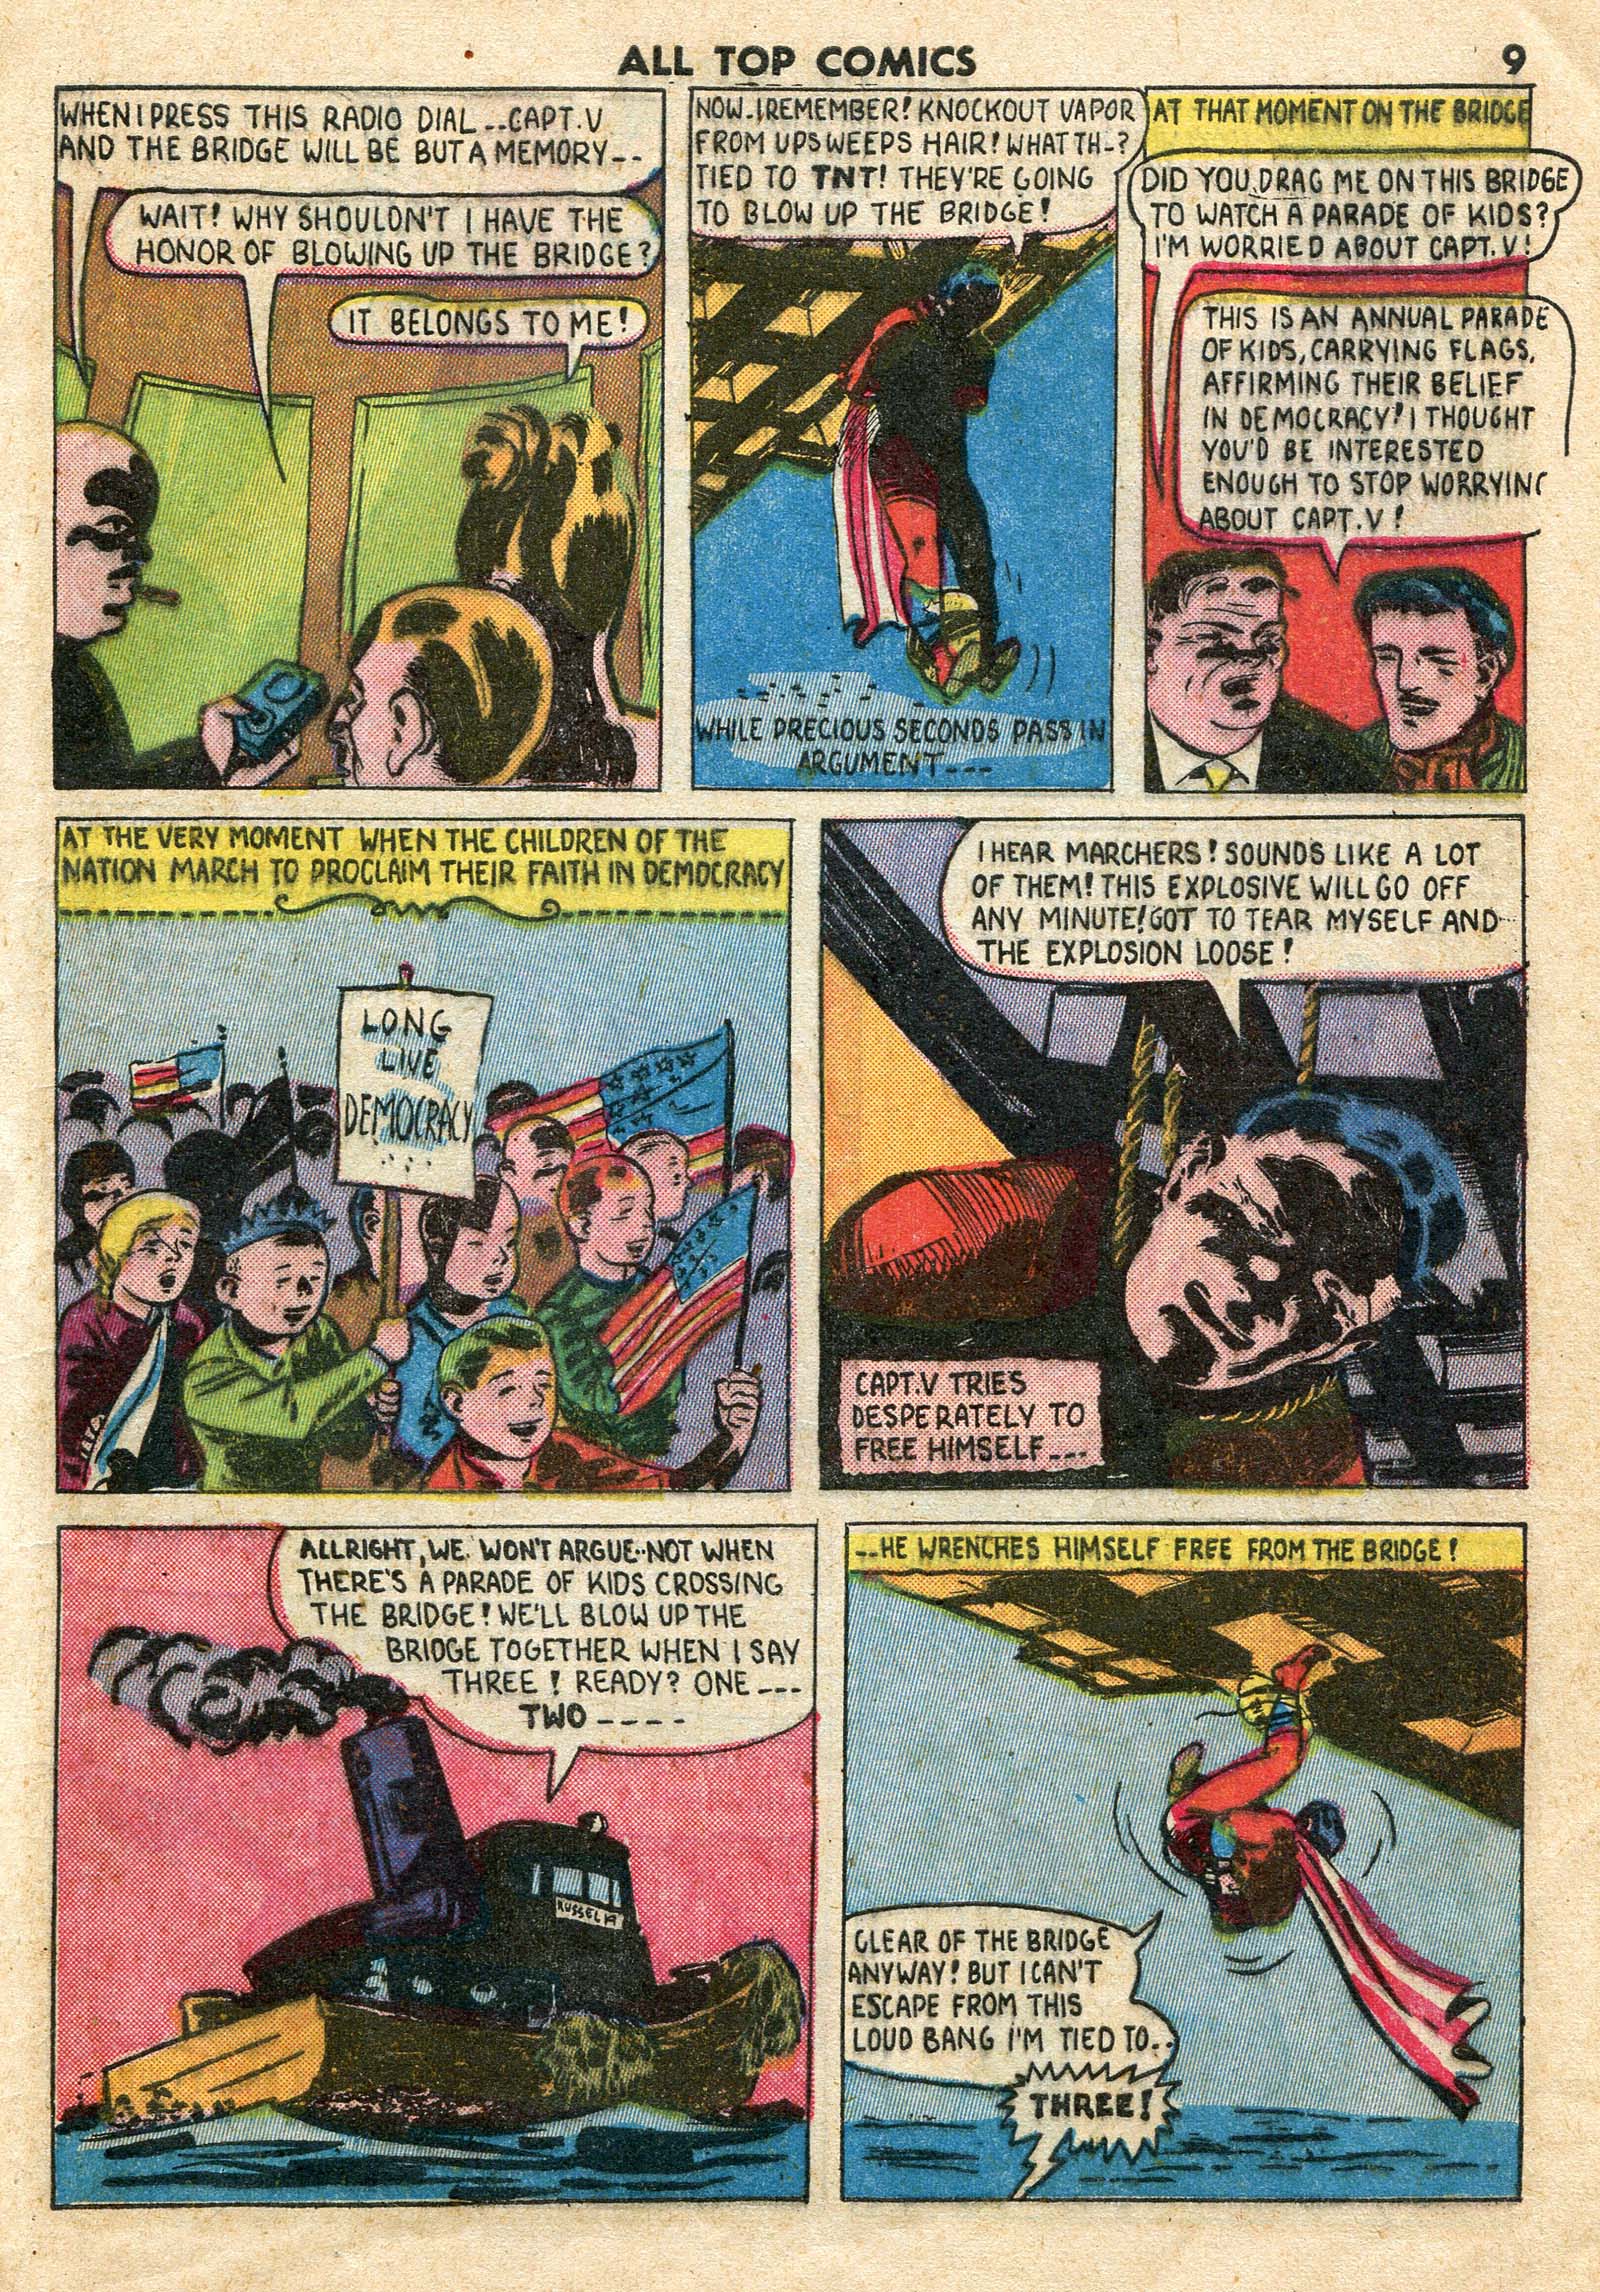 ALL TOP COMICS
9
WHEN I PRESS THIS RADIO DIAL--CAPT.V
AND THE BRIDGE WILL BE BUT A MEMORY--
WAIT! WHY SHOULDN'T I HAVE THE
HONOR OF BLOWING UP THE BRIDGE?
IT BELONGS TO ME!
NOW-I REMEMBER! KNOCKOUT VAPOR
FROM UPSWEEPS HAIR! WHAT TH-?
TIED TO TNT! THEY'RE GOING
TO BLOW UP THE BRIDGE!
WHILE PRECIOUS SECONDS PASS IN
ARGUMENT---
AT THAT MOMENT ON THE BRIDGE
DID YOU DRAG ME ON THIS BRIDGE
TO WATCH A PARADE OF KIDS?
I'M WORRIED ABOUT CAPT.V!
THIS IS AN ANNUAL PARADE
OF KIDS, CARRYING FLAGS,
AFFIRMING THEIR BELIEF
IN DEMOCRACY! I THOUGHT
YOU'D BE INTERESTED
ENOUGH TO STOP WORRYING
ABOUT CAPT.V!
AT THE VERY MOMENT WHEN THE CHILDREN OF THE
NATION MARCH TO PROCLAIM THEIR FAITH IN DEMOCRACY
LONG
LIVE
DEMOCRACY
...
I HEAR MARCHERS! SOUNDS LIKE A LOT
OF THEM! THIS EXPLOSIVE WILL GO OFF
ANY MINUTE! GOT TO TEAR MYSELF AND
THE EXPLOSION LOOSE!
CAPT.V TRIES
DESPERATELY TO
FREE HIMSELF---
ALLRIGHT, WE WON'T ARGUE--NOT WHEN
THERE'S A PARADE OF KIDS CROSSING
THE BRIDGE! WE'LL BLOW UP THE
BRIDGE TOGETHER WHEN I SAY
THREE! READY? ONE---
TWO----
--HE WRENCHES HIMSELF FREE FROM THE BRIDGE!
CLEAR OF THE BRIDGE
ANYWAY! BUT I CAN'T
ESCAPE FROM THIS
LOUD BANG I'M TIED TO..
THREE!